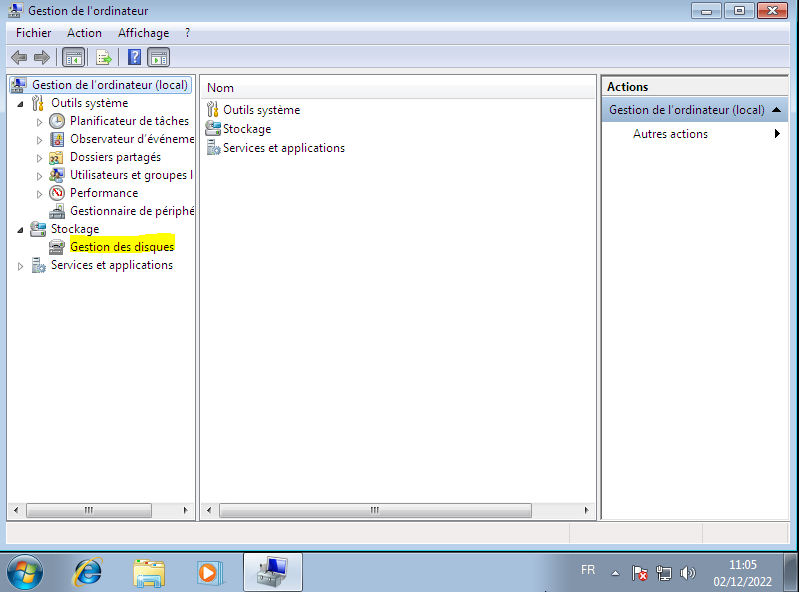 Gestion de l'ordinateur
Fichier Action Affichage ?
Gestion de l'ordinateur (local)
Outils système
Planificateur de tâches
Observateur d'événeme
Dossiers partagés
Utilisateurs et groupes l
Performance
Gestionnaire de périphé
Stockage
Gestion des disques
Services et applications
Nom
Outils système
Stockage
Services et applications
Actions
Gestion de l'ordinateur (local)
Autres actions
FR
11:05
02/12/2022